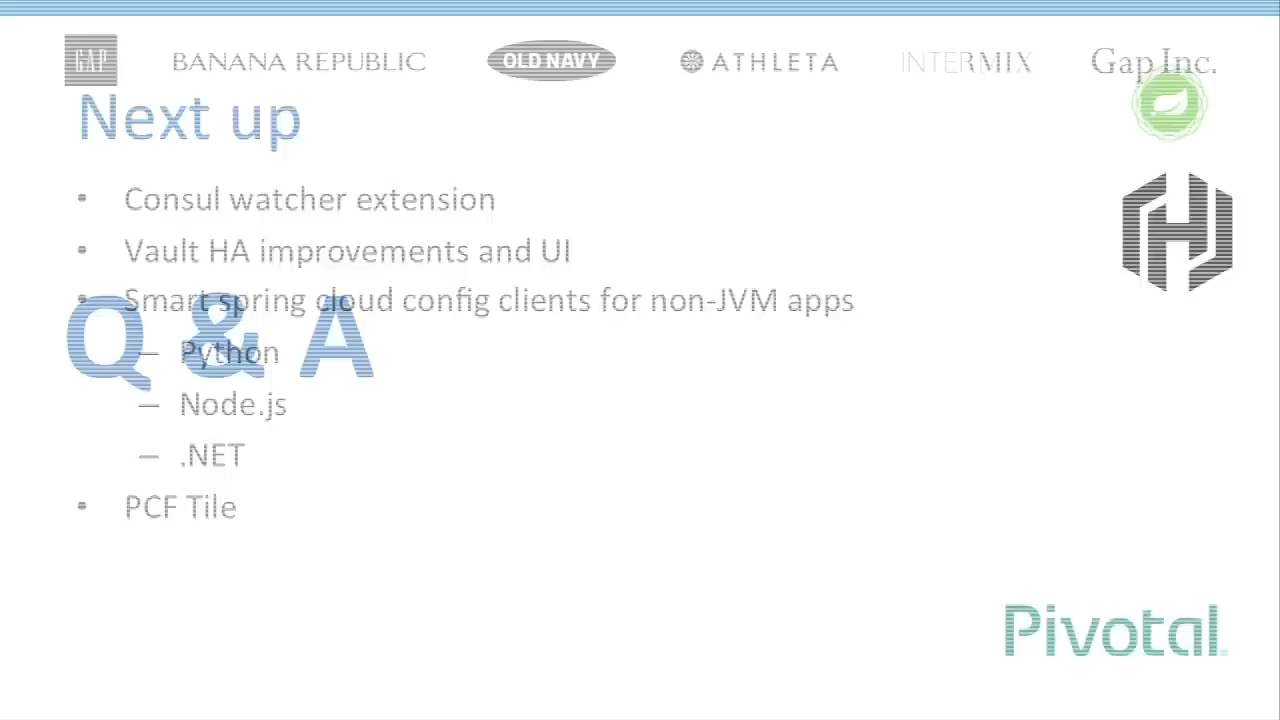 GAP BANANA REPUBLIC OLD NAVY ATHLETA INTERMIX Gap Inc.
Next up
• Consul watcher extension
• Vault HA improvements and UI
• Smart spring cloud config clients for non-JVM apps
Q & A
– Python
– Node.js
– .NET
• PCF Tile
Pivotal